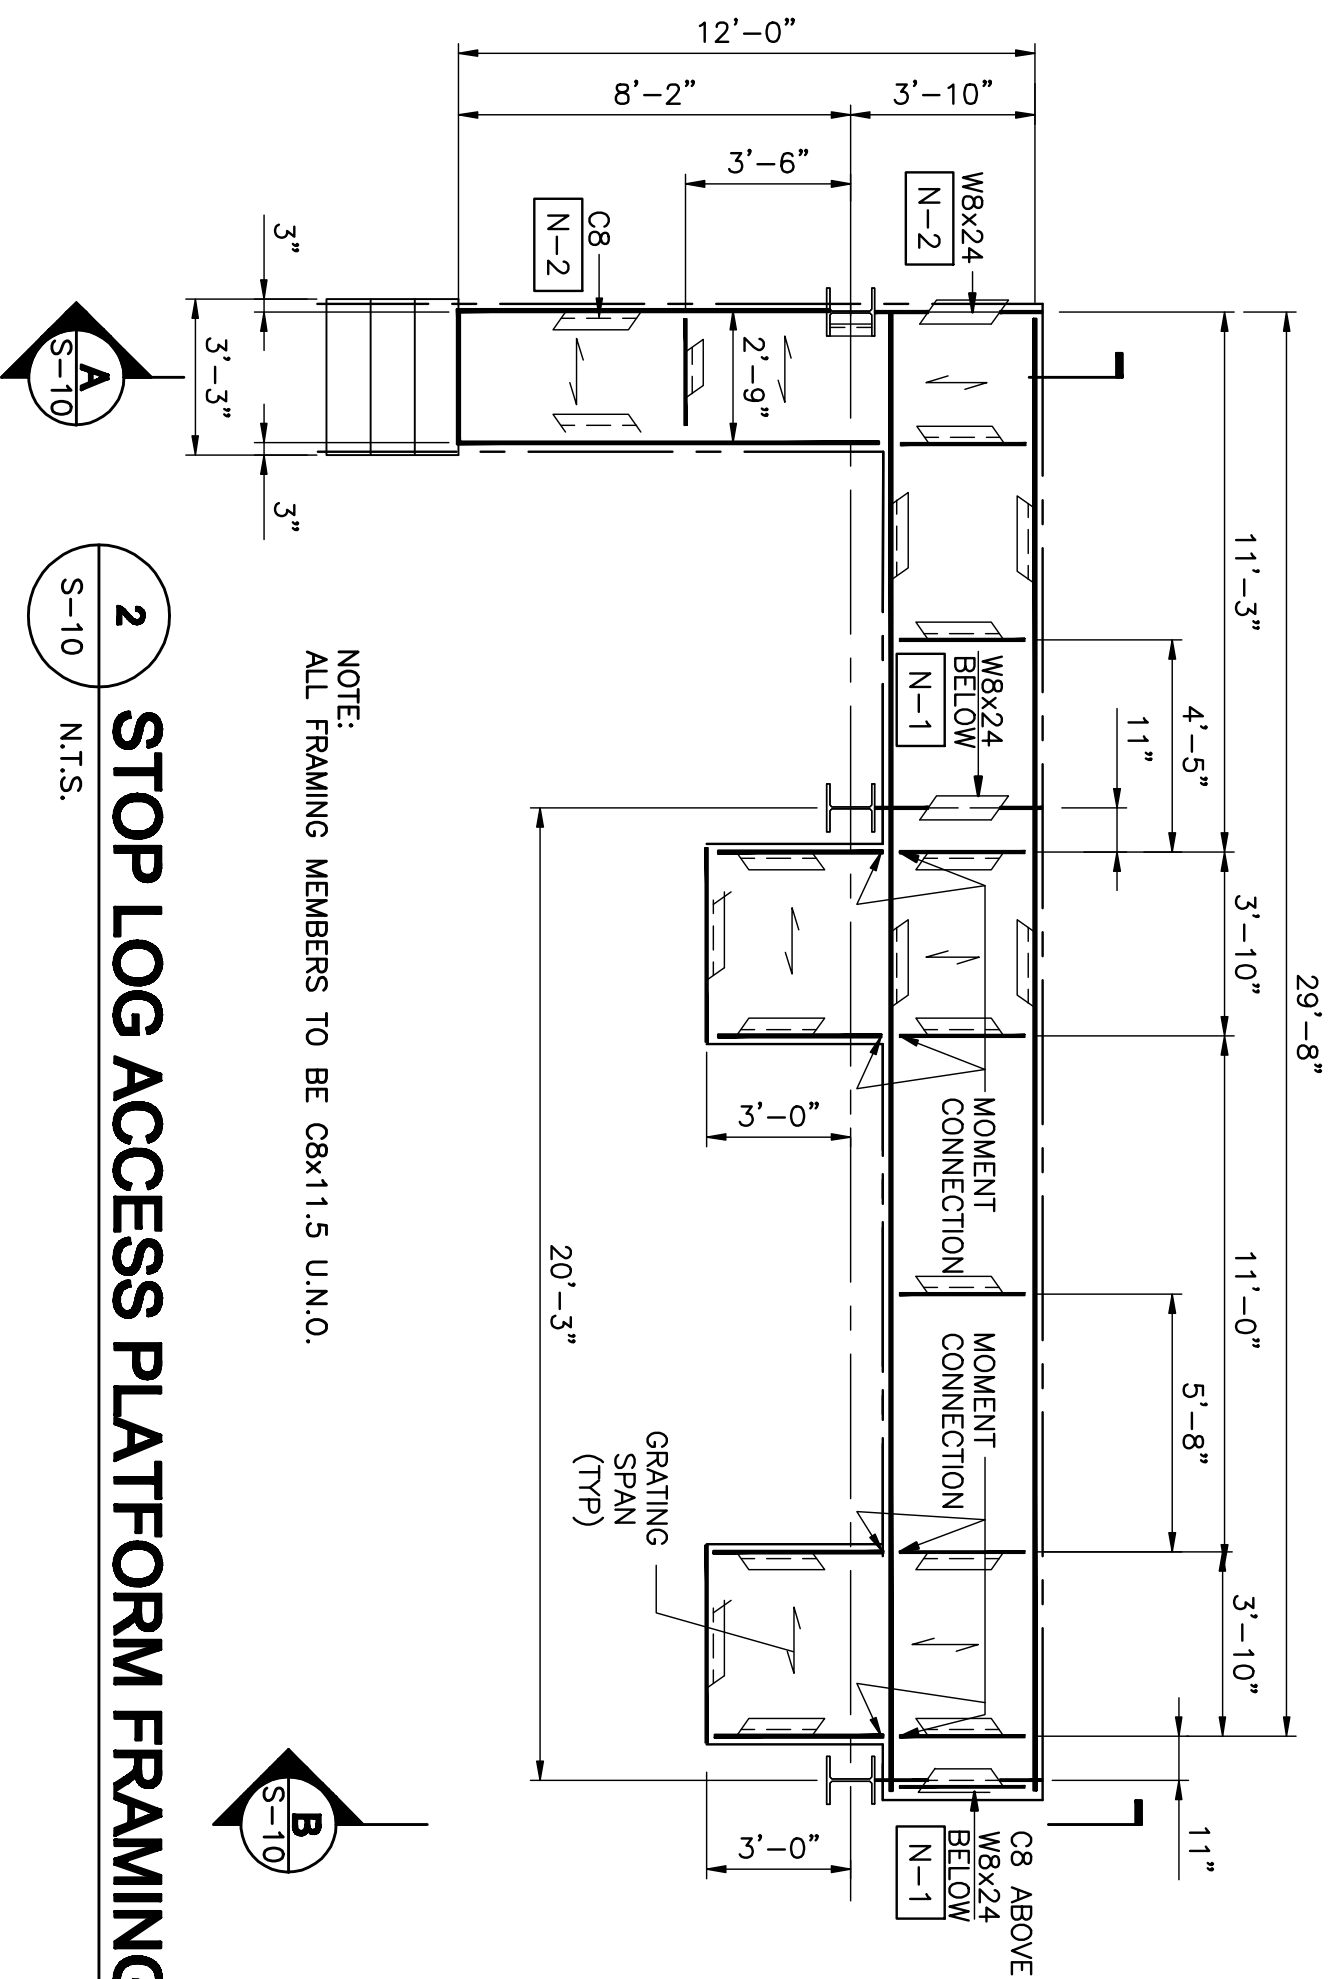 29'-8"
11'-3"
3'-10"
11'-0"
3'-10"
4'-5"
5'-8"
11"
11"
12'-0"
8'-2"
3'-10"
3'-6"
W8x24
N-2
C8
N-2
2'-9"
W8x24
BELOW
N-1
MOMENT
CONNECTION
MOMENT
CONNECTION
C8 ABOVE
W8x24
BELOW
N-1
3'-0"
3'-0"
GRATING
SPAN
(TYP)
20'-3"
3"
3'-3"
3"
NOTE:
ALL FRAMING MEMBERS TO BE C8x11.5 U.N.O.
A
S-10
B
S-10
2
S-10
STOP LOG ACCESS PLATFORM FRAMING
N.T.S.